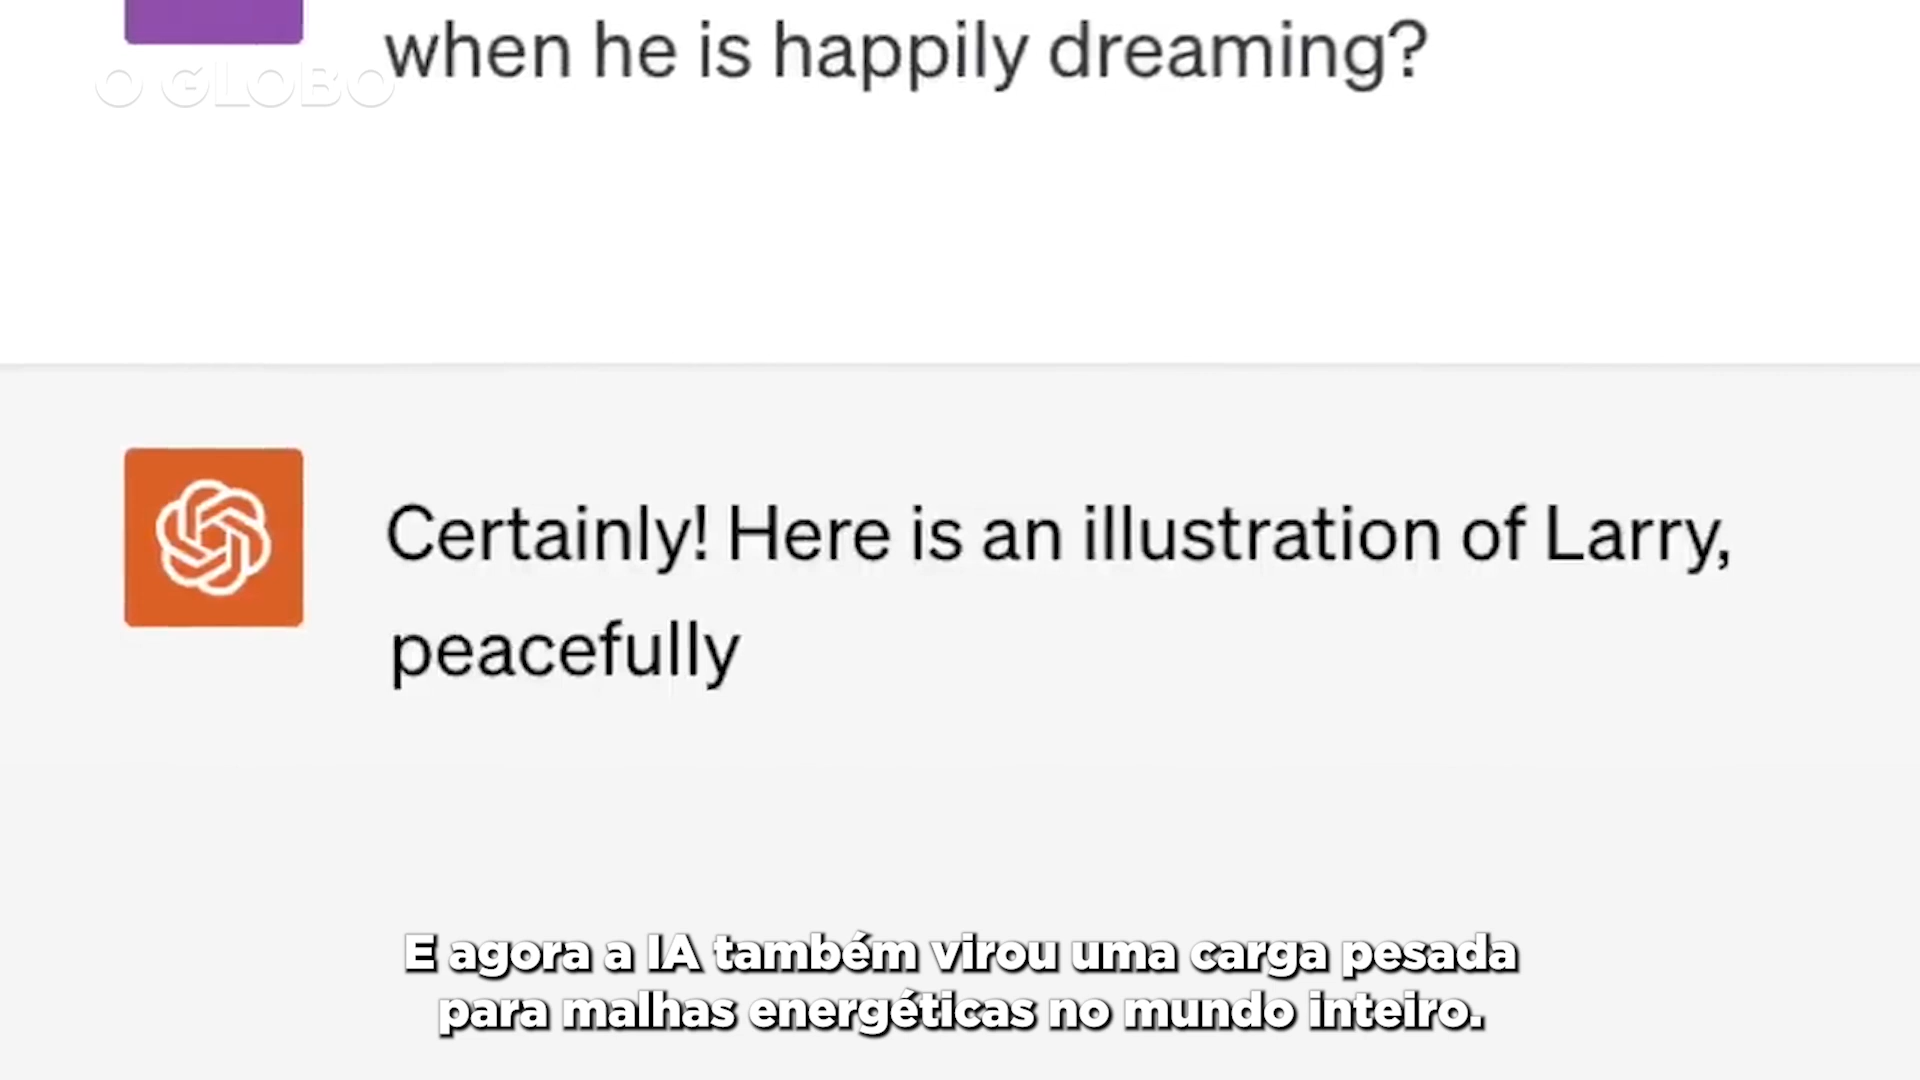 when he is happily dreaming?
O GLOBO
Certainly! Here is an illustration of Larry,
peacefully
E agora a IA também virou uma carga pesada
para malhas energéticas no mundo inteiro.